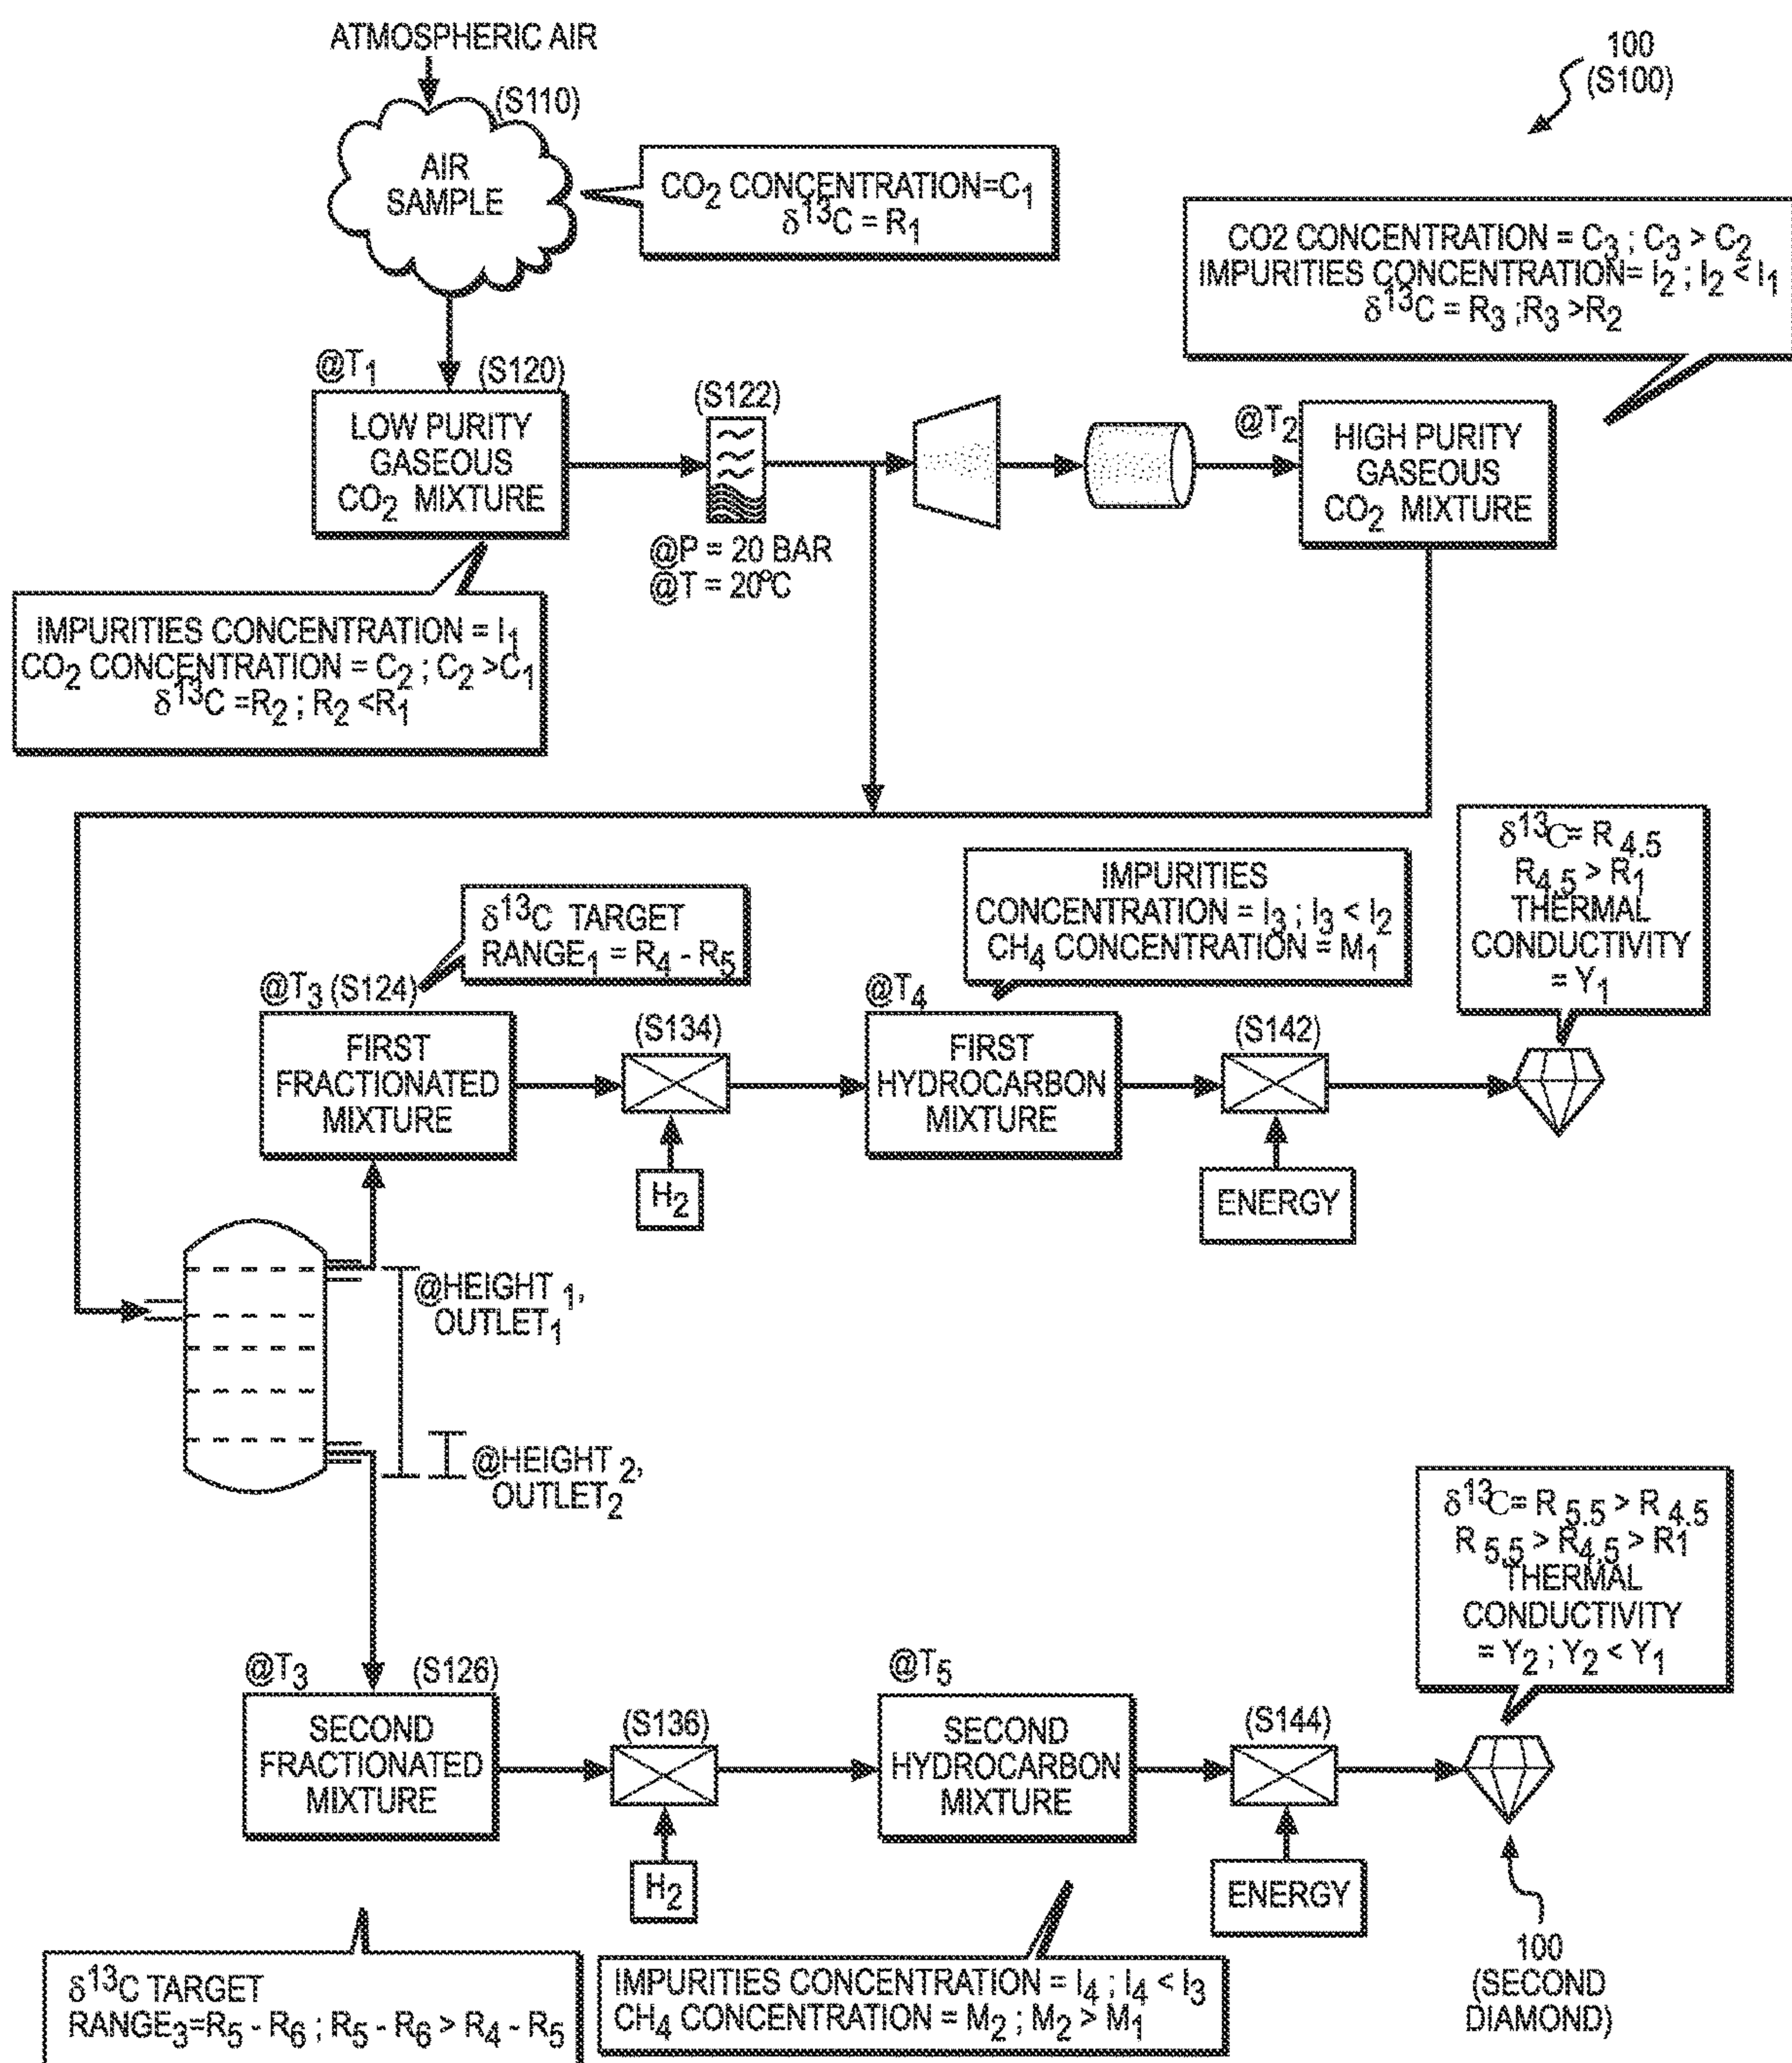 ATMOSPHERIC AIR
100
(S100)
(S110)
AIR
SAMPLE
CO₂ CONCENTRATION=C₁
δ¹³C = R₁
CO2 CONCENTRATION = C₃ ; C₃ > C₂
IMPURITIES CONCENTRATION= I₂ ; I₂ < I₁
δ¹³C = R₃ ;R₃ >R₂
@T₁
(S120)
LOW PURITY
GASEOUS
CO₂ MIXTURE
(S122)
@P = 20 BAR
@T = 20°C
@T₂
HIGH PURITY
GASEOUS
CO₂ MIXTURE
IMPURITIES CONCENTRATION = I₁
CO₂ CONCENTRATION = C₂ ; C₂ >C₁
δ¹³C =R₂ ; R₂ <R₁
δ¹³C TARGET
RANGE₁ = R₄ - R₅
IMPURITIES
CONCENTRATION = I₃ ; I₃ < I₂
CH₄ CONCENTRATION = M₁
δ¹³C= R ₄.₅
R₄.₅ > R₁
THERMAL
CONDUCTIVITY
= Y₁
@T₃ (S124)
FIRST
FRACTIONATED
MIXTURE
(S134)
H₂
@T₄
FIRST
HYDROCARBON
MIXTURE
(S142)
ENERGY
@HEIGHT ₁,
OUTLET₁
@HEIGHT ₂,
OUTLET₂
δ¹³C= R ₅.₅ > R ₄.₅
R ₅.₅ > R₄.₅ > R1
THERMAL
CONDUCTIVITY
= Y₂ ; Y₂ < Y₁
@T₃
(S126)
SECOND
FRACTIONATED
MIXTURE
(S136)
H₂
@T₅
SECOND
HYDROCARBON
MIXTURE
(S144)
ENERGY
100
(SECOND
DIAMOND)
δ¹³C TARGET
RANGE₃=R₅ - R₆ ; R₅ - R₆ > R₄ - R₅
IMPURITIES CONCENTRATION = I₄ ; I₄ < I₃
CH₄ CONCENTRATION = M₂ ; M₂ > M₁